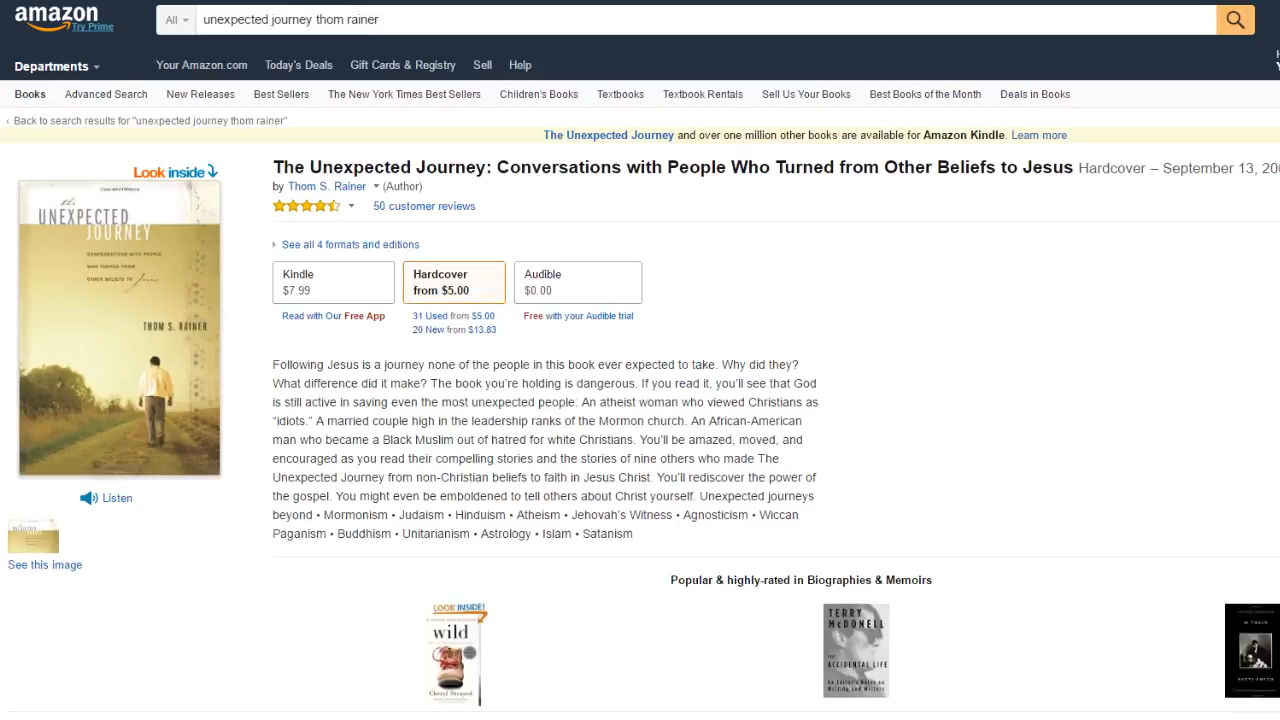 amazon
Try Prime
All
unexpected journey thom rainer
Departments
Your Amazon.com Today's Deals Gift Cards & Registry Sell Help
Books Advanced Search New Releases Best Sellers The New York Times Best Sellers Children's Books Textbooks Textbook Rentals Sell Us Your Books Best Books of the Month Deals in Books
‹ Back to search results for "unexpected journey thom rainer"
The Unexpected Journey and over one million other books are available for Amazon Kindle. Learn more
Look inside
the
UNEXPECTED
JOURNEY
CONVERSATIONS WITH PEOPLE
WHO TURNED FROM
OTHER BELIEFS TO Jesus
THOM S. RAINER
Listen
See this image
The Unexpected Journey: Conversations with People Who Turned from Other Beliefs to Jesus Hardcover – September 13, 200
by Thom S. Rainer (Author)
50 customer reviews
See all 4 formats and editions
Kindle
$7.99
Hardcover
from $5.00
Audible
$0.00
Read with Our Free App
31 Used from $5.00
20 New from $13.83
Free with your Audible trial
Following Jesus is a journey none of the people in this book ever expected to take. Why did they?
What difference did it make? The book you're holding is dangerous. If you read it, you'll see that God
is still active in saving even the most unexpected people: An atheist woman who viewed Christians as
“idiots.” A married couple high in the leadership ranks of the Mormon church. An African-American
man who became a Black Muslim out of hatred for white Christians. You'll be amazed, moved, and
encouraged as you read their compelling stories and the stories of nine others who made The
Unexpected Journey from non-Christian beliefs to faith in Jesus Christ. You'll rediscover the power of
the gospel. You might even be emboldened to tell others about Christ yourself. Unexpected journeys
beyond • Mormonism • Judaism • Hinduism • Atheism • Jehovah's Witness • Agnosticism • Wiccan
Paganism • Buddhism • Unitarianism • Astrology • Islam • Satanism
Popular & highly-rated in Biographies & Memoirs
LOOK INSIDE!
wild
Cheryl Strayed
TERRY
McDONELL
THE
ACCIDENTAL LIFE
An Editor's Notes on
Writing and Writers
M TRAIN
PATTI SMITH